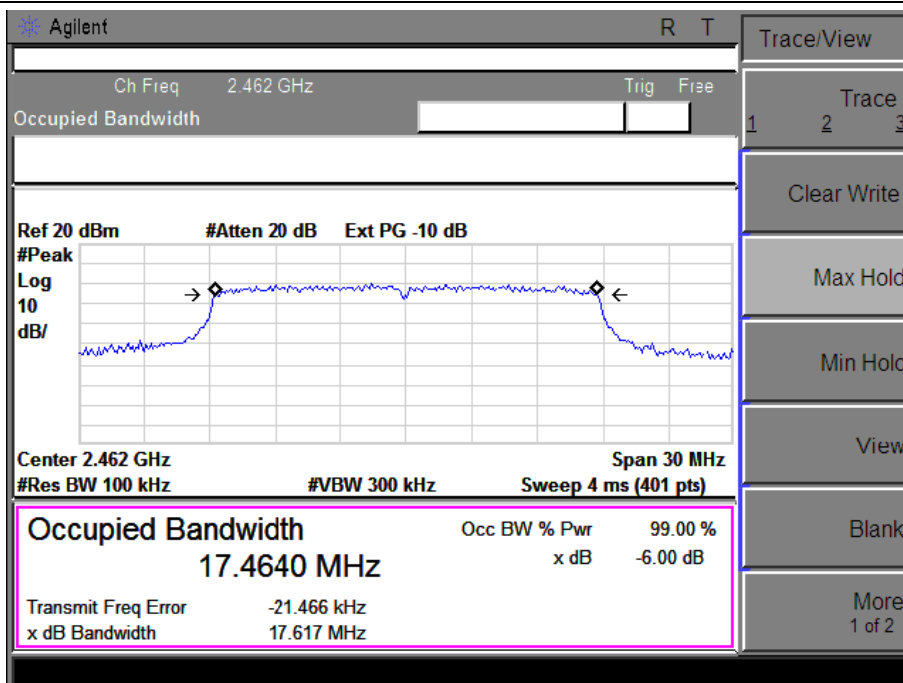 Agilent R T
Trace/View
Ch Freq 2.462 GHz Trig Free
Occupied Bandwidth
Trace
1 2 3
Clear Write
Ref 20 dBm #Atten 20 dB Ext PG -10 dB
#Peak
Log
10
dB/
Max Hold
Min Hold
Center 2.462 GHz Span 30 MHz
#Res BW 100 kHz #VBW 300 kHz Sweep 4 ms (401 pts)
View
Occupied Bandwidth Occ BW % Pwr 99.00 %
17.4640 MHz x dB -6.00 dB
Transmit Freq Error -21.466 kHz
x dB Bandwidth 17.617 MHz
Blank
More
1 of 2